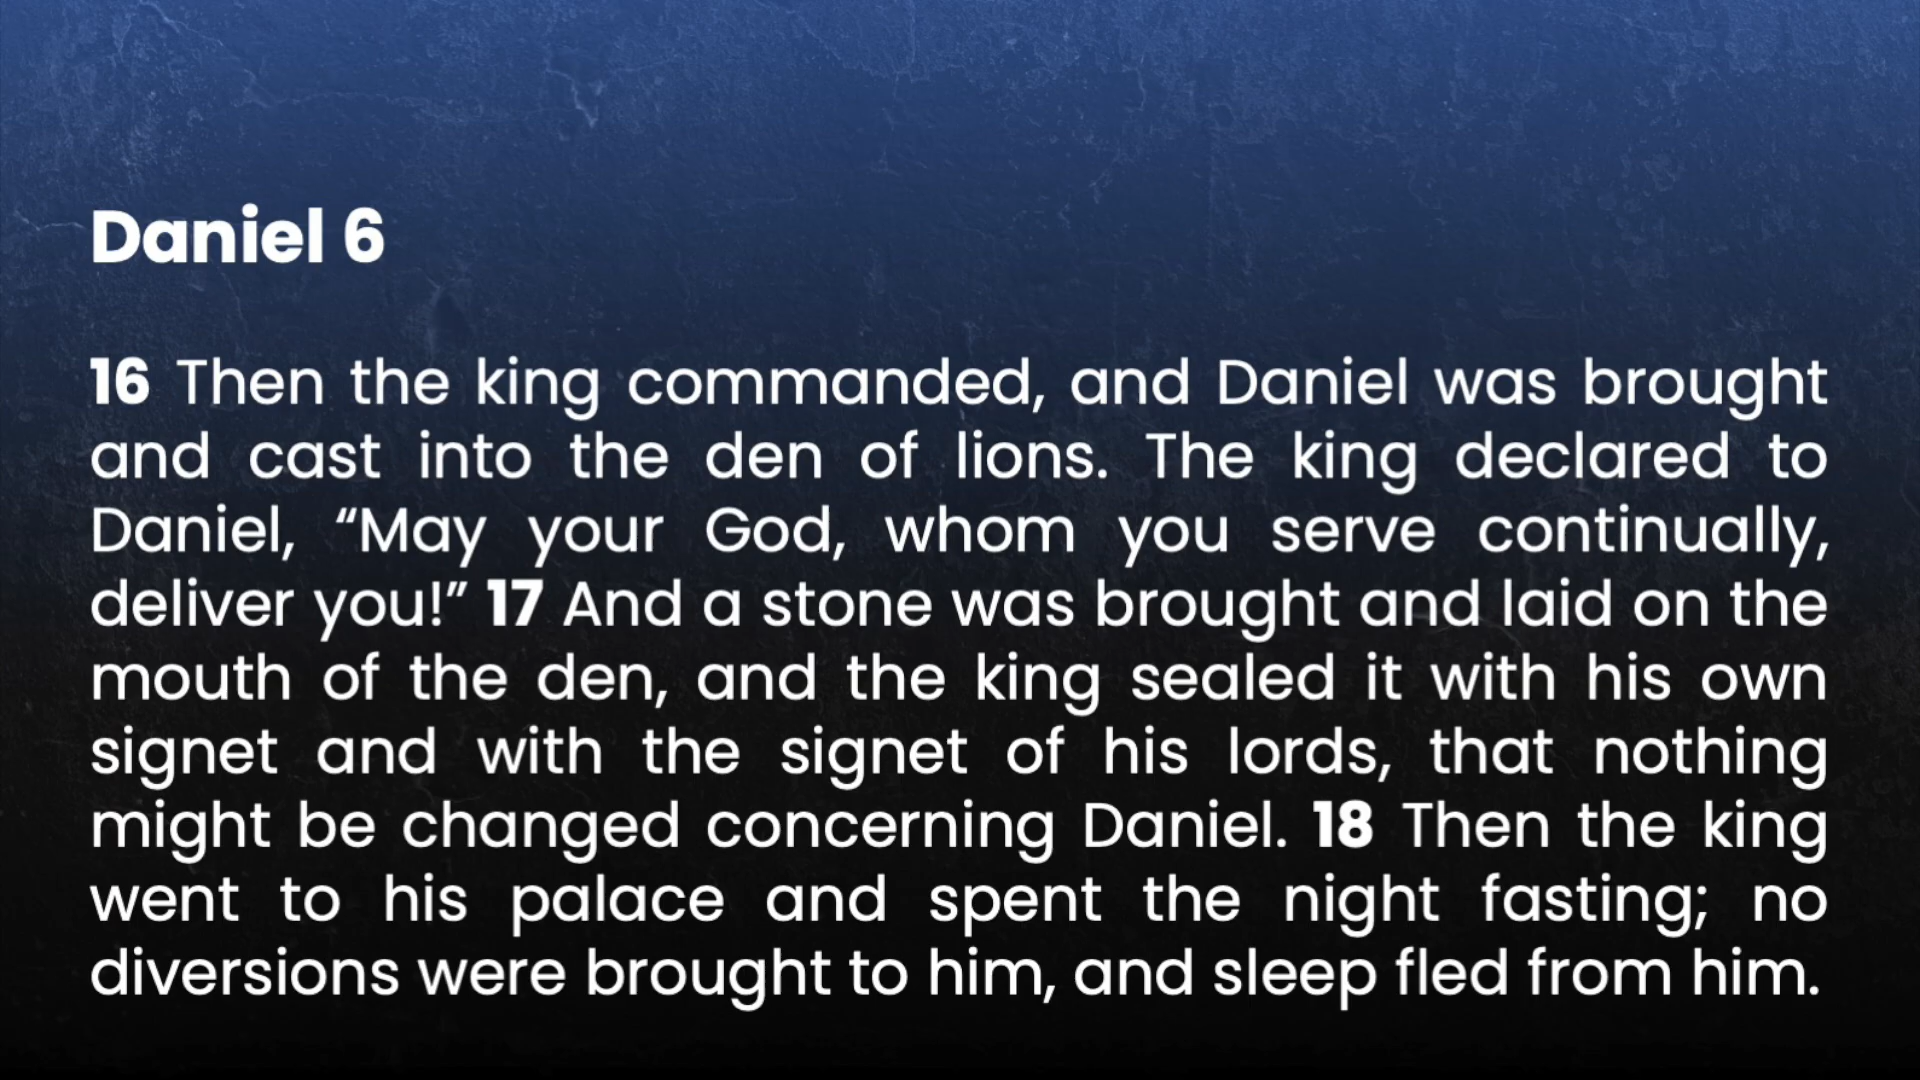 Daniel 6
16 Then the king commanded, and Daniel was brought
and cast into the den of lions. The king declared to
Daniel, “May your God, whom you serve continually,
deliver you!” 17 And a stone was brought and laid on the
mouth of the den, and the king sealed it with his own
signet and with the signet of his lords, that nothing
might be changed concerning Daniel. 18 Then the king
went to his palace and spent the night fasting; no
diversions were brought to him, and sleep fled from him.